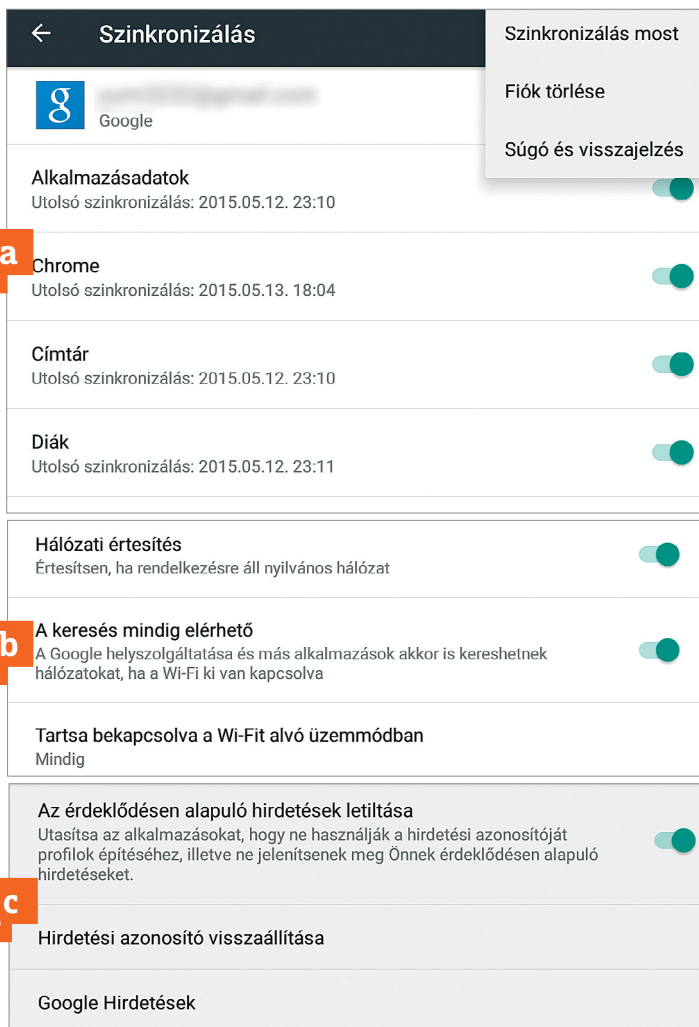 Szinkronizálás
Szinkronizálás most
Fiók törlése
Súgó és visszajelzés
g
Google
Alkalmazásadatok
Utolsó szinkronizálás: 2015.05.12. 23:10
a
Chrome
Utolsó szinkronizálás: 2015.05.13. 18:04
Címtár
Utolsó szinkronizálás: 2015.05.12. 23:10
Diák
Utolsó szinkronizálás: 2015.05.12. 23:11
Hálózati értesítés
Értesítsen, ha rendelkezésre áll nyilvános hálózat
b
A keresés mindig elérhető
A Google helyszolgáltatása és más alkalmazások akkor is kereshetnek
hálózatokat, ha a Wi-Fi ki van kapcsolva
Tartsa bekapcsolva a Wi-Fit alvó üzemmódban
Mindig
Az érdeklődésen alapuló hirdetések letiltása
Utasítsa az alkalmazásokat, hogy ne használják a hirdetési azonosítóját
profilok építéséhez, illetve ne jelenítsenek meg Önnek érdeklődésen alapuló
hirdetéseket.
c
Hirdetési azonosító visszaállítása
Google Hirdetések